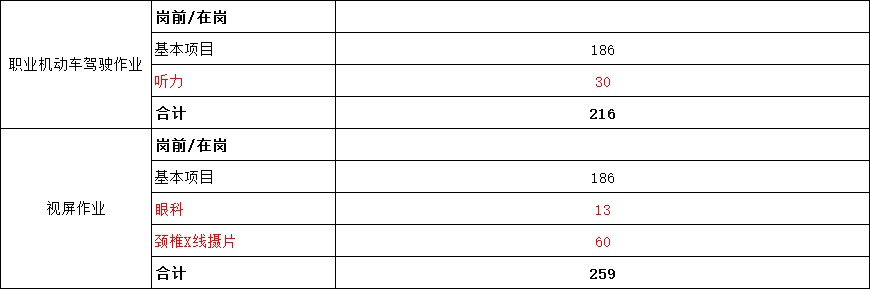 职业机动车驾驶作业
岗前/在岗
基本项目 186
听力 30
合计 216
视屏作业
岗前/在岗
基本项目 186
眼科 13
颈椎X线摄片 60
合计 259